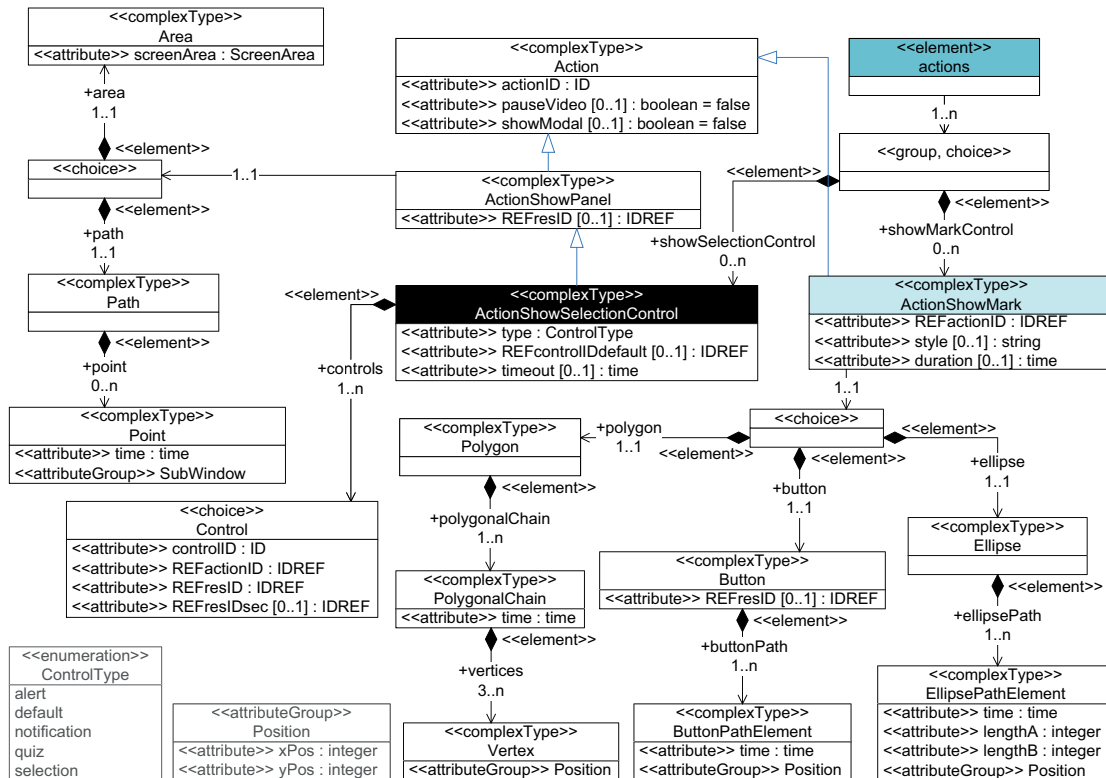 <<complexType>>
Area
<<attribute>> screenArea : ScreenArea
+area
1..1
<<element>>
<<choice>>
<<element>>
+path
1..1
<<complexType>>
Path
<<element>>
+point
0..n
<<complexType>>
Point
<<attribute>> time : time
<<attributeGroup>> SubWindow
<<complexType>>
Action
<<attribute>> actionID : ID
<<attribute>> pauseVideo [0..1] : boolean = false
<<attribute>> showModal [0..1] : boolean = false
1..1
<<complexType>>
ActionShowPanel
<<attribute>> REFresID [0..1] : IDREF
<<element>>
actions
1..n
<<group, choice>>
<<element>>
<<element>>
+showSelectionControl
0..n
+showMarkControl
0..n
<<element>>
<<complexType>>
ActionShowSelectionControl
<<attribute>> type : ControlType
<<attribute>> REFcontrolIDdefault [0..1] : IDREF
<<attribute>> timeout [0..1] : time
<<complexType>>
ActionShowMark
<<attribute>> REFactionID : IDREF
<<attribute>> style [0..1] : string
<<attribute>> duration [0..1] : time
+controls
1..n
1..1
<<choice>>
<<element>>
+polygon
1..1
<<element>>
<<complexType>>
Polygon
<<element>>
+polygonalChain
1..n
<<element>>
+button
1..1
+ellipse
1..1
<<choice>>
Control
<<attribute>> controlID : ID
<<attribute>> REFactionID : IDREF
<<attribute>> REFresID : IDREF
<<attribute>> REFresIDsec [0..1] : IDREF
<<complexType>>
PolygonalChain
<<attribute>> time : time
<<element>>
+vertices
3..n
<<complexType>>
Button
<<attribute>> REFresID [0..1] : IDREF
<<element>>
+buttonPath
1..n
<<complexType>>
Ellipse
<<element>>
+ellipsePath
1..n
<<enumeration>>
ControlType
alert
default
notification
quiz
selection
<<attributeGroup>>
Position
<<attribute>> xPos : integer
<<attribute>> yPos : integer
<<complexType>>
Vertex
<<attributeGroup>> Position
<<complexType>>
ButtonPathElement
<<attribute>> time : time
<<attributeGroup>> Position
<<complexType>>
EllipsePathElement
<<attribute>> time : time
<<attribute>> lengthA : integer
<<attribute>> lengthB : integer
<<attributeGroup>> Position